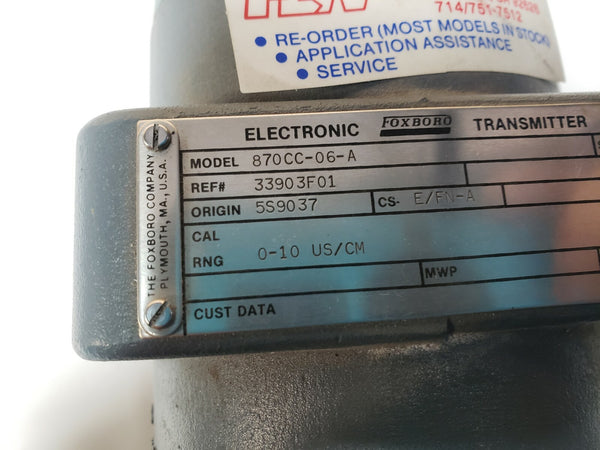 714/751-7512
• RE-ORDER (MOST MODELS IN STOCK)
• APPLICATION ASSISTANCE
• SERVICE
ELECTRONIC FOXBORO TRANSMITTER
MODEL 870CC-06-A
REF# 33903F01
ORIGIN 5S9037 CS- E/FN-A
CAL
RNG 0-10 US/CM
MWP
CUST DATA
THE FOXBORO COMPANY
PLYMOUTH, MA., U.S.A.